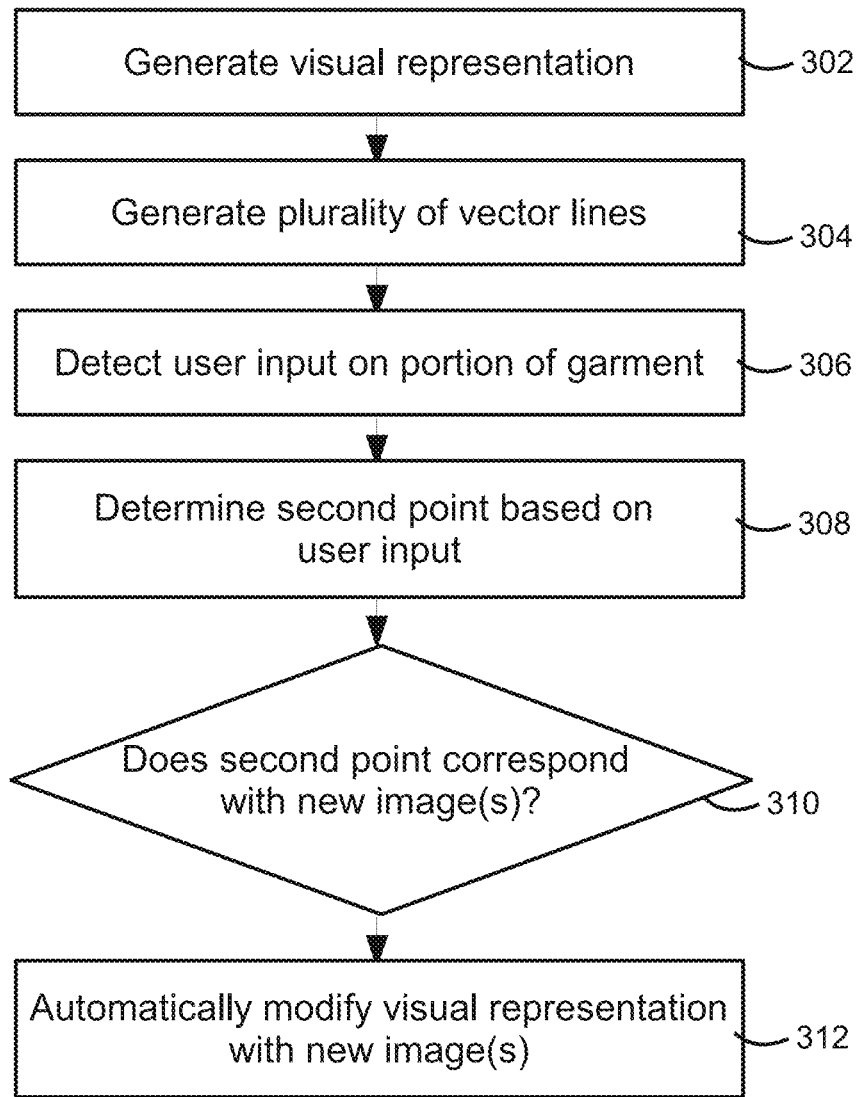 Generate visual representation
302
Generate plurality of vector lines
304
Detect user input on portion of garment
306
Determine second point based on
user input
308
Does second point correspond
with new image(s)?
310
Automatically modify visual representation
with new image(s)
312